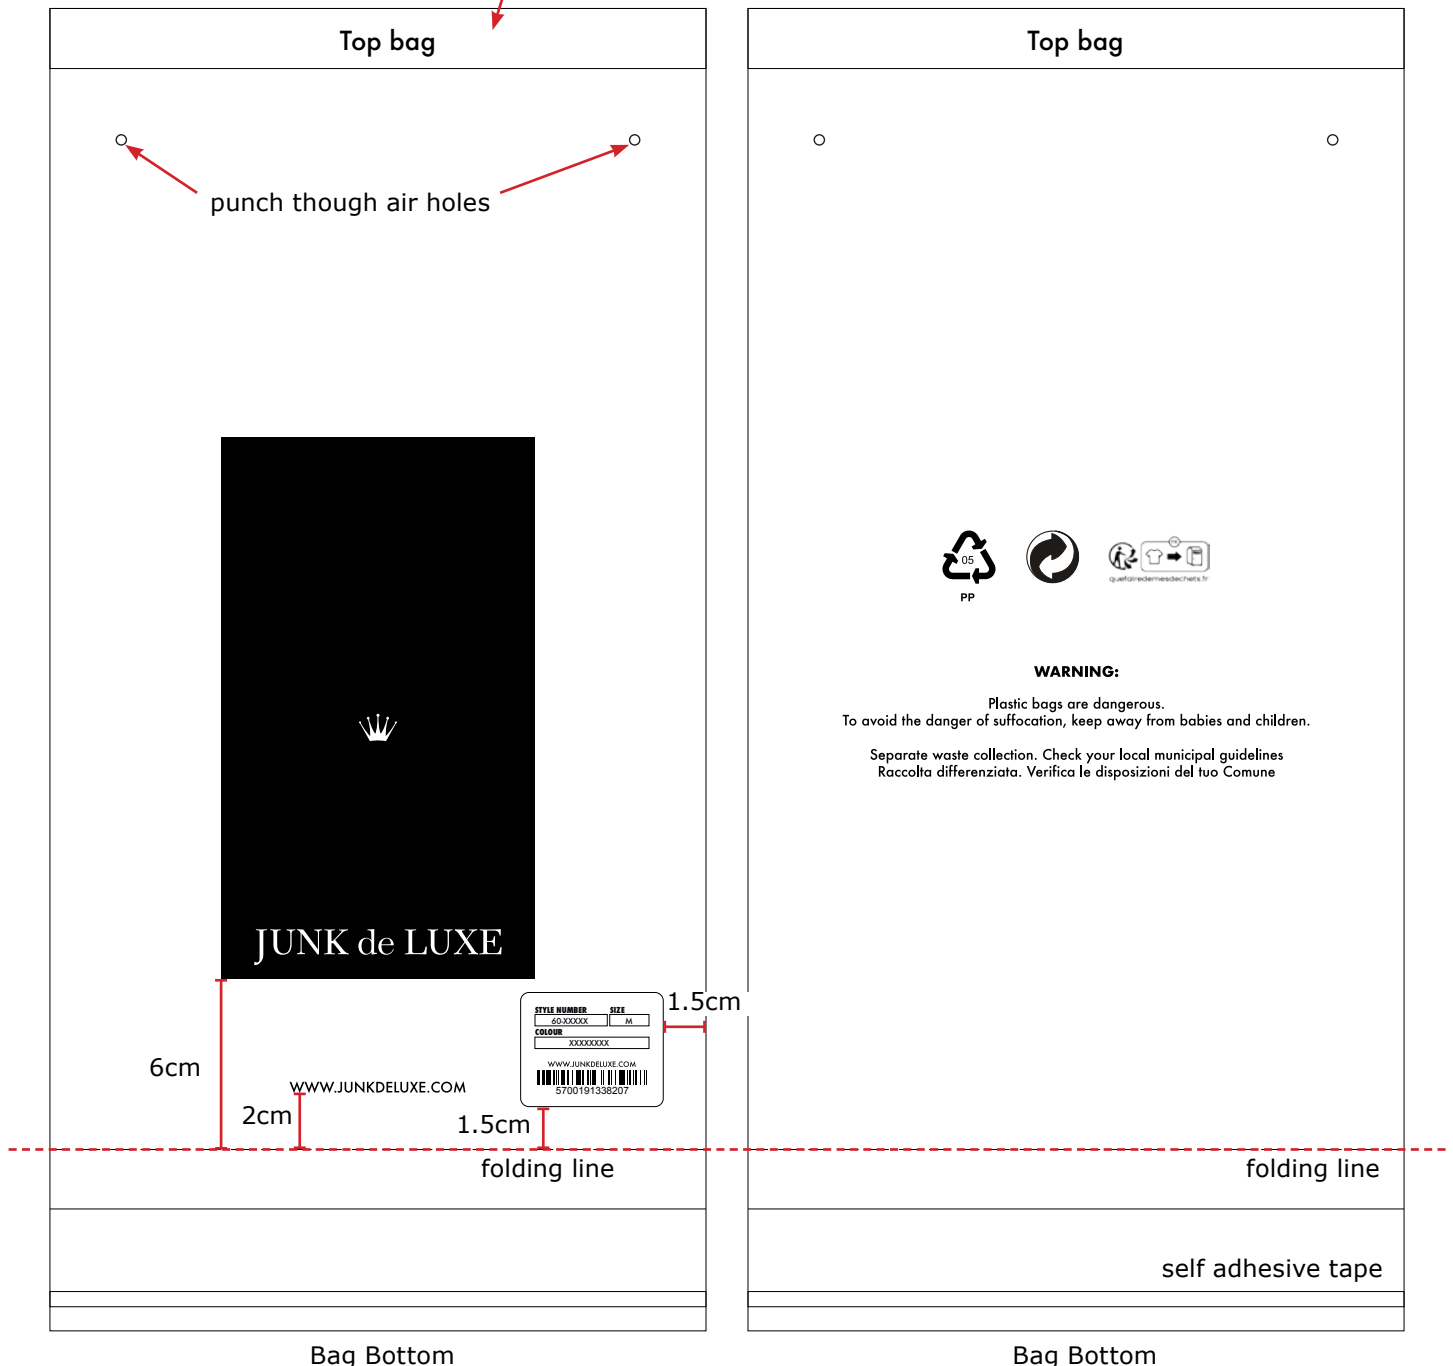 Top bag
punch though air holes
JUNK de LUXE
1.5cm
STYLE NUMBER SIZE
60-XXXXX M
COLOUR
XXXXXXXX
WWW.JUNKDELUXE.COM
5700191338207
6cm
WWW.JUNKDELUXE.COM
2cm
1.5cm
folding line
Bag Bottom
Top bag
05
PP
quefairedemesdechets.fr
WARNING:
Plastic bags are dangerous.
To avoid the danger of suffocation, keep away from babies and children.
Separate waste collection. Check your local municipal guidelines
Raccolta differenziata. Verifica le disposizioni del tuo Comune
folding line
self adhesive tape
Bag Bottom